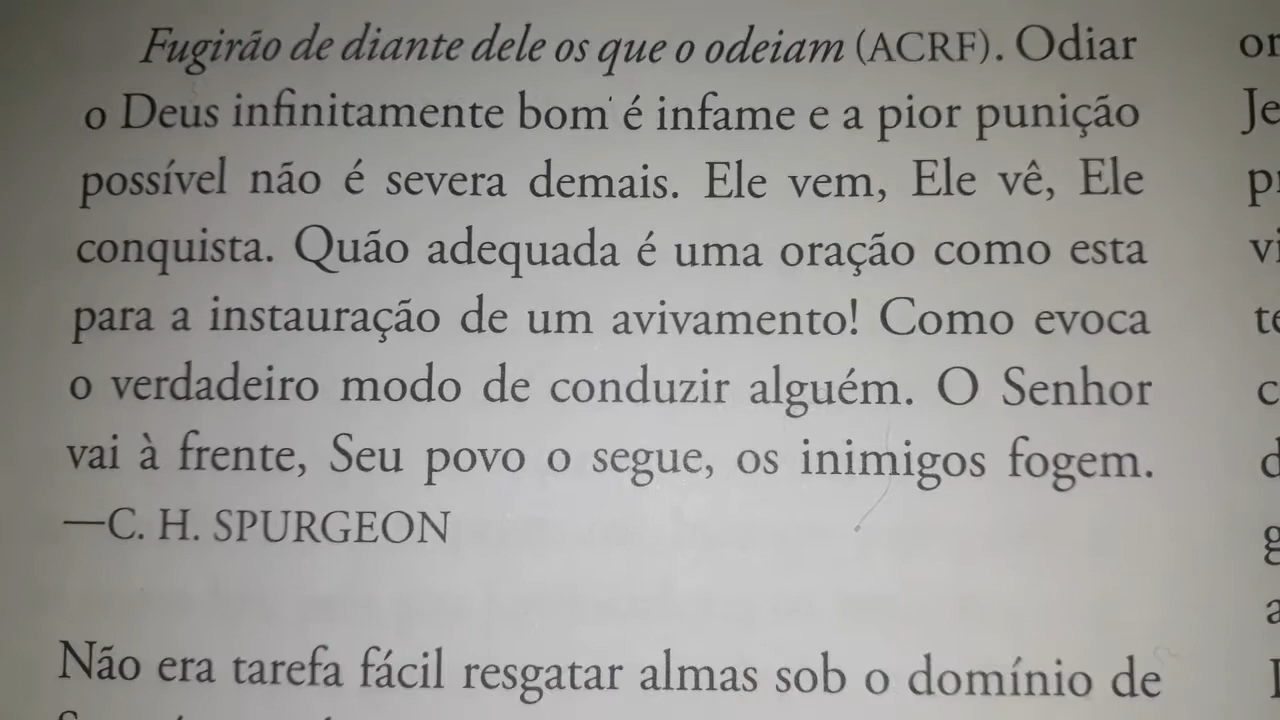 Fugirão de diante dele os que o odeiam (ACRF). Odiar
o Deus infinitamente bom é infame e a pior punição
possível não é severa demais. Ele vem, Ele vê, Ele
conquista. Quão adequada é uma oração como esta
para a instauração de um avivamento! Como evoca
o verdadeiro modo de conduzir alguém. O Senhor
vai à frente, Seu povo o segue, os inimigos fogem.
—C. H. SPURGEON
Não era tarefa fácil resgatar almas sob o domínio de